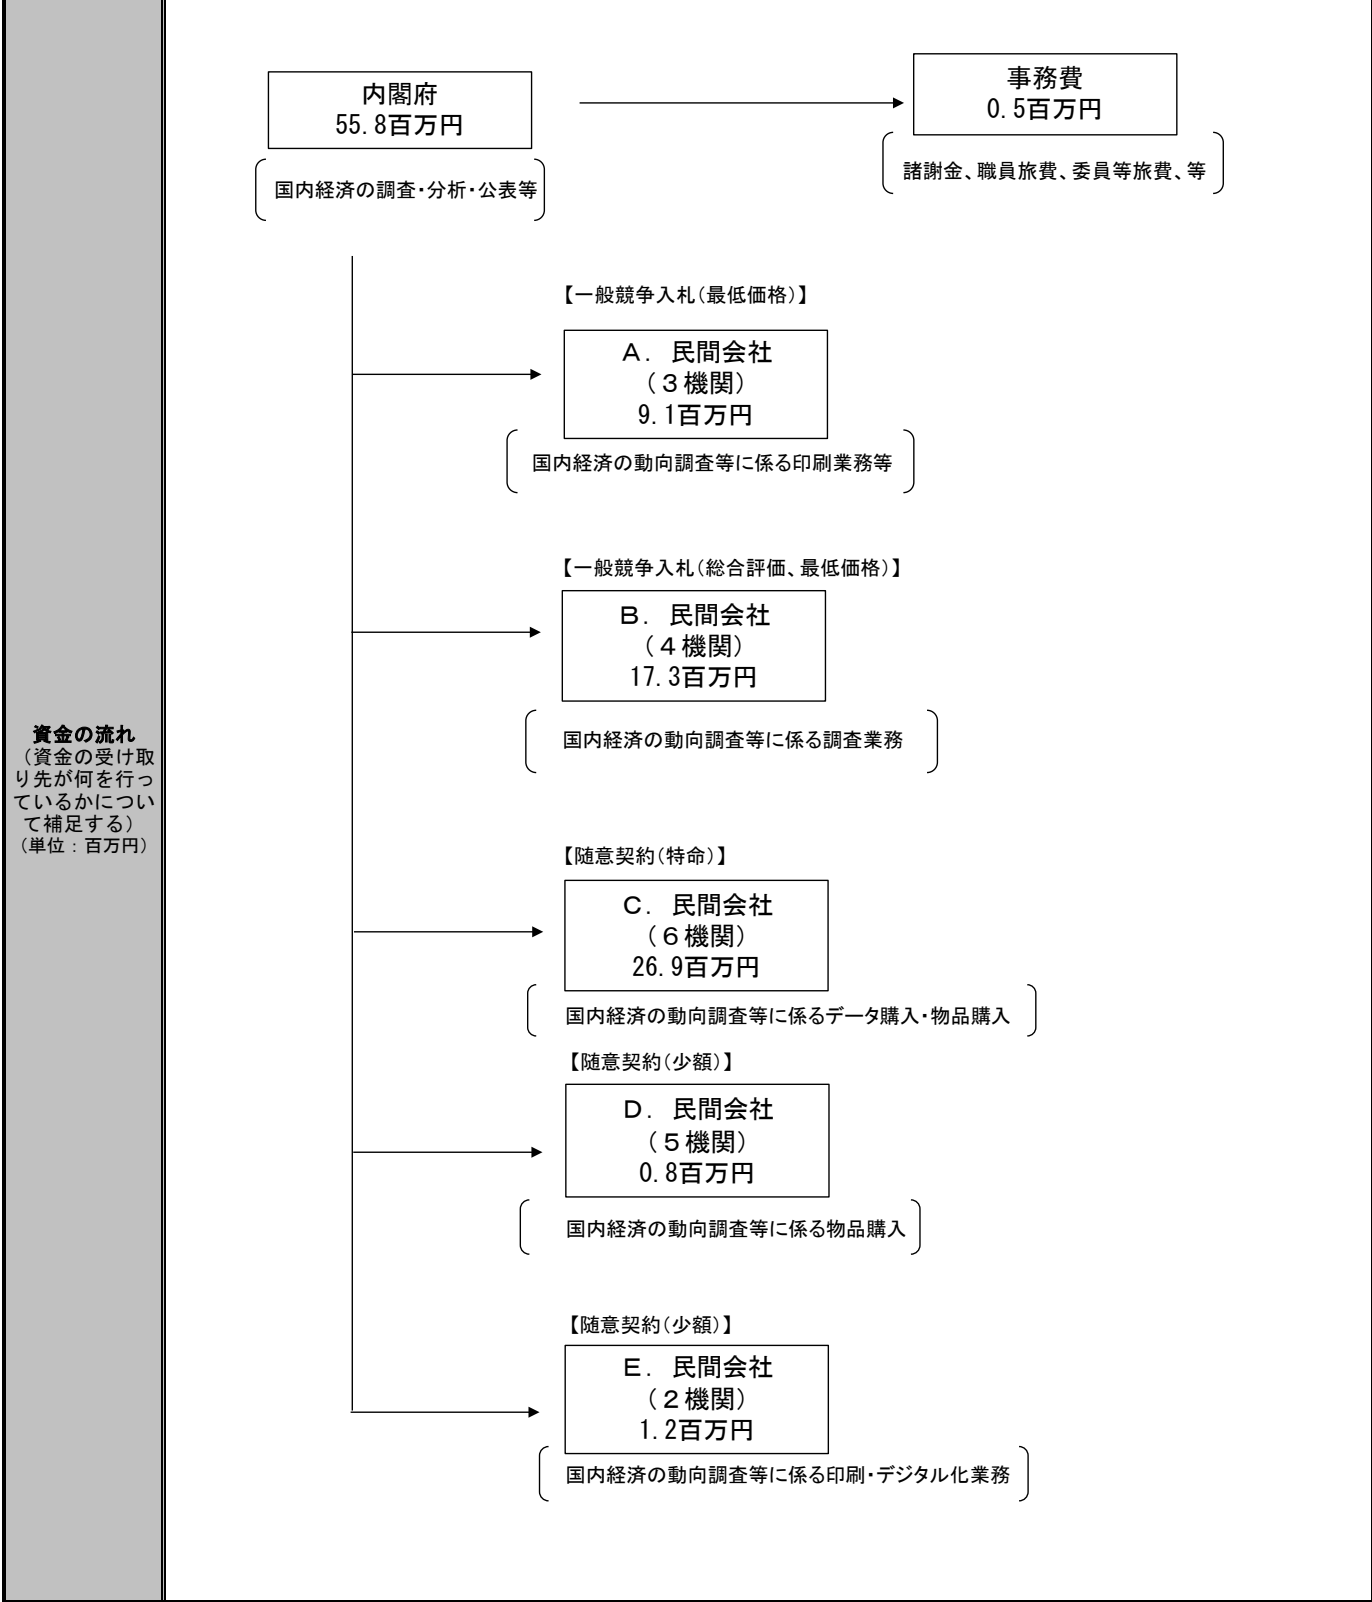 資金の流れ
（資金の受け取
り先が何を行っ
ているかについ
て補足する）
（単位：百万円）
内閣府
55.8百万円
国内経済の調査・分析・公表等
事務費
0.5百万円
諸謝金、職員旅費、委員等旅費、等
【一般競争入札（最低価格）】
Ａ．民間会社
（３機関）
9.1百万円
国内経済の動向調査等に係る印刷業務等
【一般競争入札（総合評価、最低価格）】
Ｂ．民間会社
（４機関）
17.3百万円
国内経済の動向調査等に係る調査業務
【随意契約（特命）】
Ｃ．民間会社
（６機関）
26.9百万円
国内経済の動向調査等に係るデータ購入・物品購入
【随意契約（少額）】
Ｄ．民間会社
（５機関）
0.8百万円
国内経済の動向調査等に係る物品購入
【随意契約（少額）】
Ｅ．民間会社
（２機関）
1.2百万円
国内経済の動向調査等に係る印刷・デジタル化業務